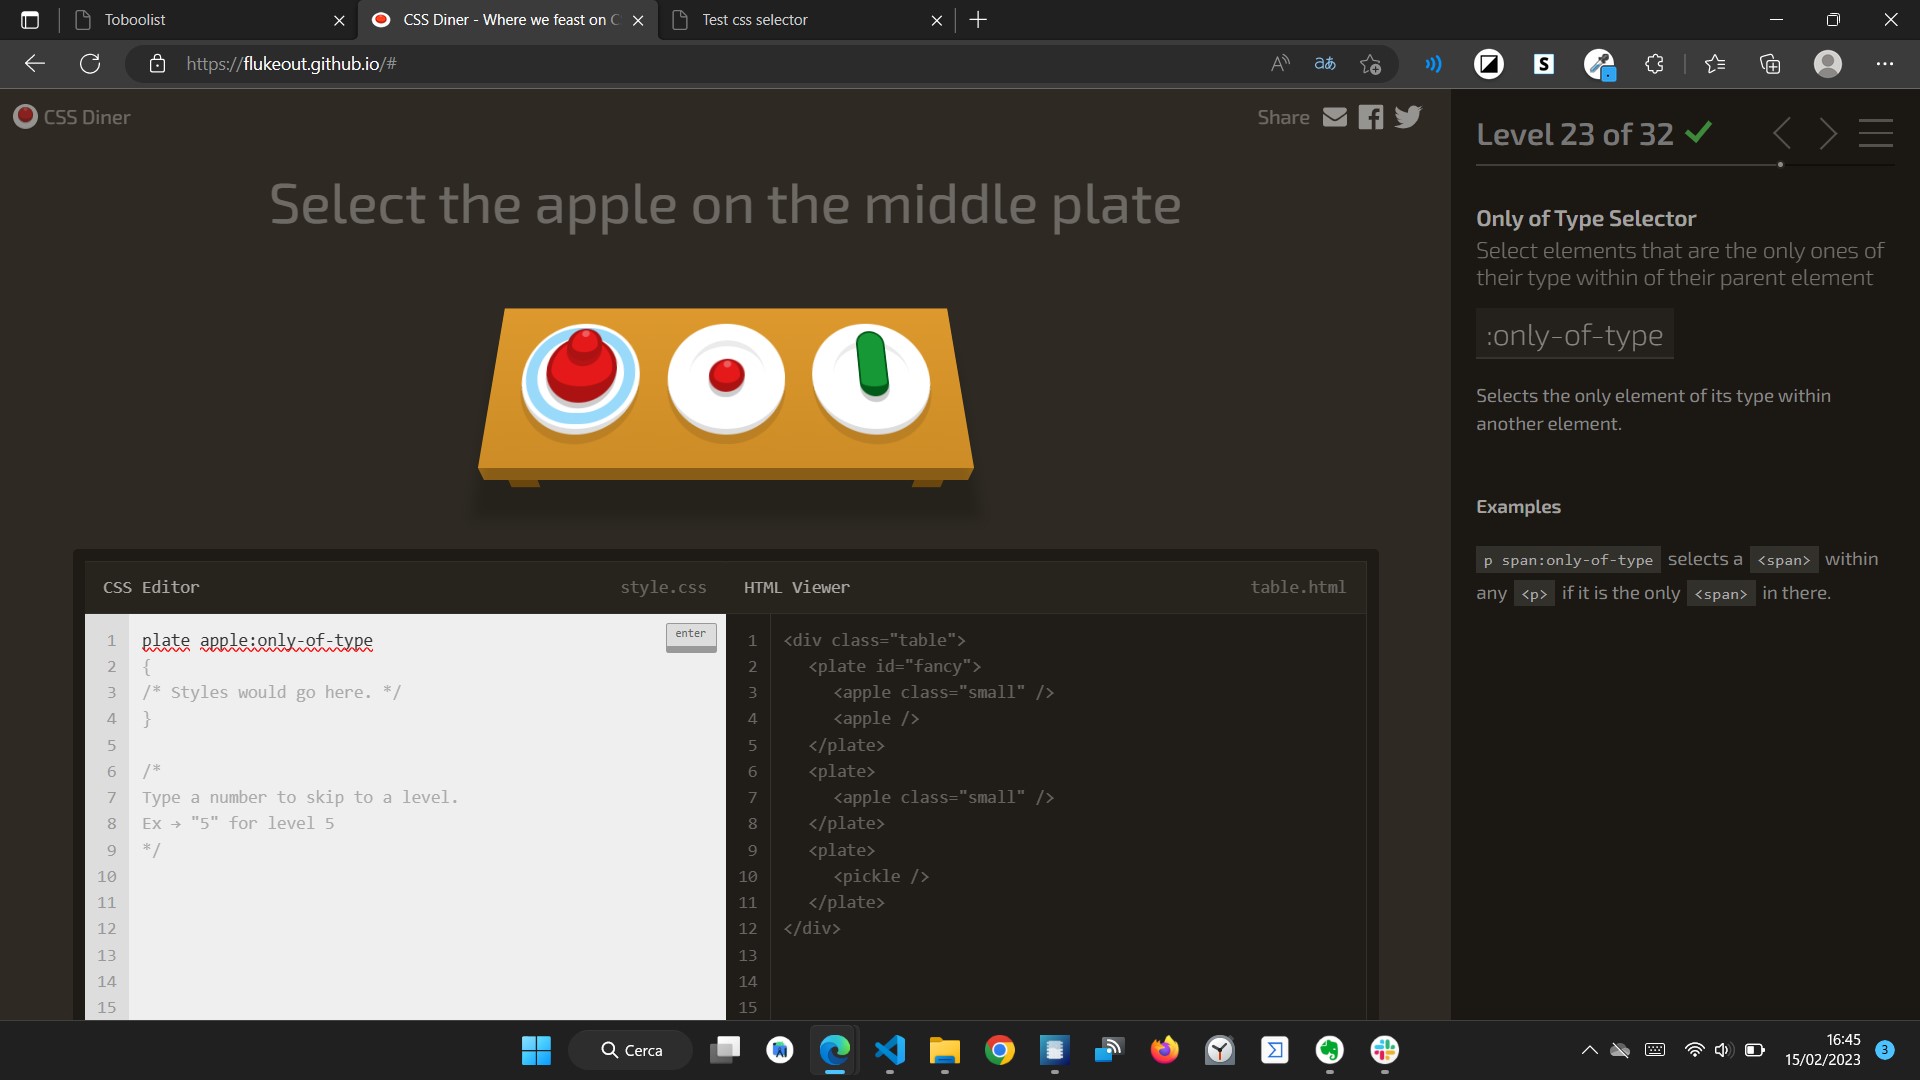 Toboolist
CSS Diner - Where we feast on C
Test css selector
https://flukeout.github.io/#
CSS Diner
Share
Level 23 of 32
Select the apple on the middle plate
Only of Type Selector
Select elements that are the only ones of
their type within of their parent element
:only-of-type
Selects the only element of its type within
another element.
Examples
p span:only-of-type selects a <span> within
any <p> if it is the only <span> in there.
CSS Editor
style.css
1 plate apple:only-of-type
enter
2 {
3 /* Styles would go here. */
4 }
5
6 /*
7 Type a number to skip to a level.
8 Ex → "5" for level 5
9 */
10
11
12
13
14
15
HTML Viewer
table.html
1 <div class="table">
2 <plate id="fancy">
3 <apple class="small" />
4 <apple />
5 </plate>
6 <plate>
7 <apple class="small" />
8 </plate>
9 <plate>
10 <pickle />
11 </plate>
12 </div>
13
14
15
Cerca
16:45
15/02/2023
3